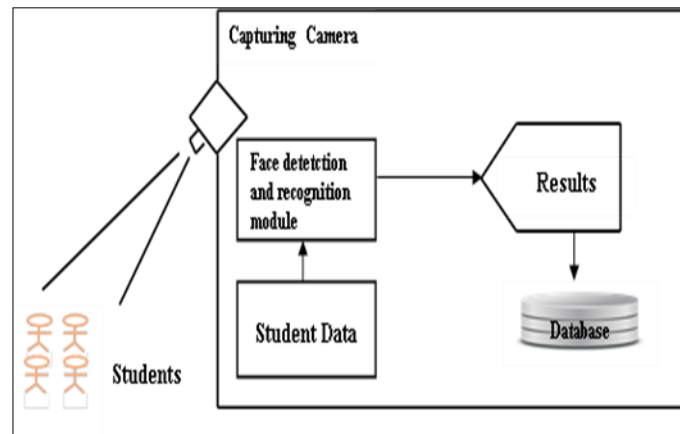 Capturing Camera
Face detetction
and recognition
module
Results
Student Data
Database
Students